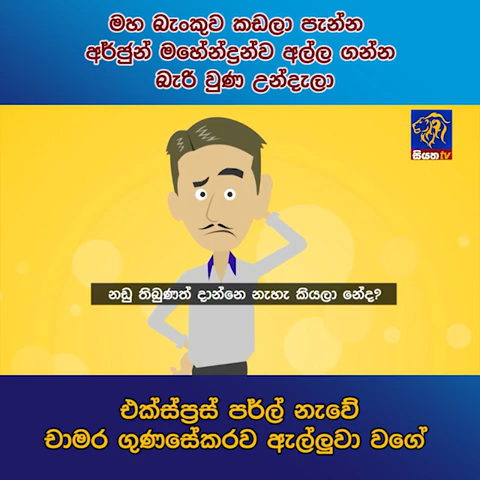 මහ බැංකුව කඩලා පැන්න
අර්ජුන් මහේන්ද්‍රන්ව අල්ල ගන්න
බැරි වුණ උන්දැලා
සියත tv
නඩු තිබුණත් දාන්නෙ නැහැ කියලා නේද?
එක්ස්ප්‍රස් පර්ල් නැවේ
චාමර ගුණසේකරව ඇල්ලුවා වගේ